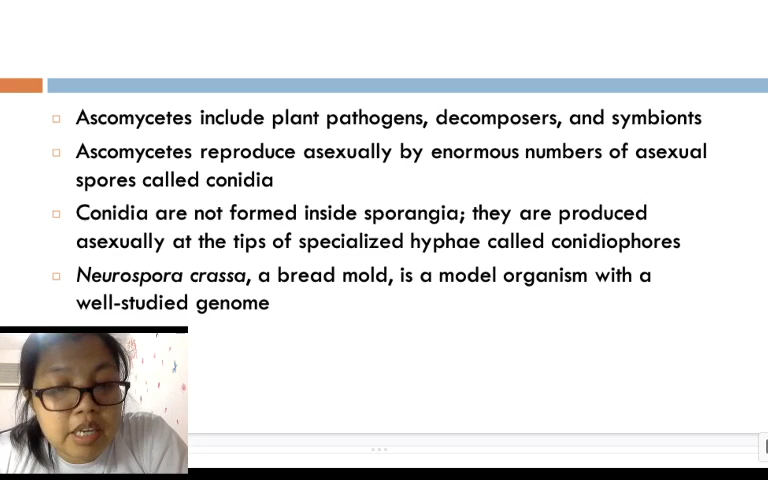 Ascomycetes include plant pathogens, decomposers, and symbionts
Ascomycetes reproduce asexually by enormous numbers of asexual
spores called conidia
Conidia are not formed inside sporangia; they are produced
asexually at the tips of specialized hyphae called conidiophores
Neurospora crassa, a bread mold, is a model organism with a
well-studied genome